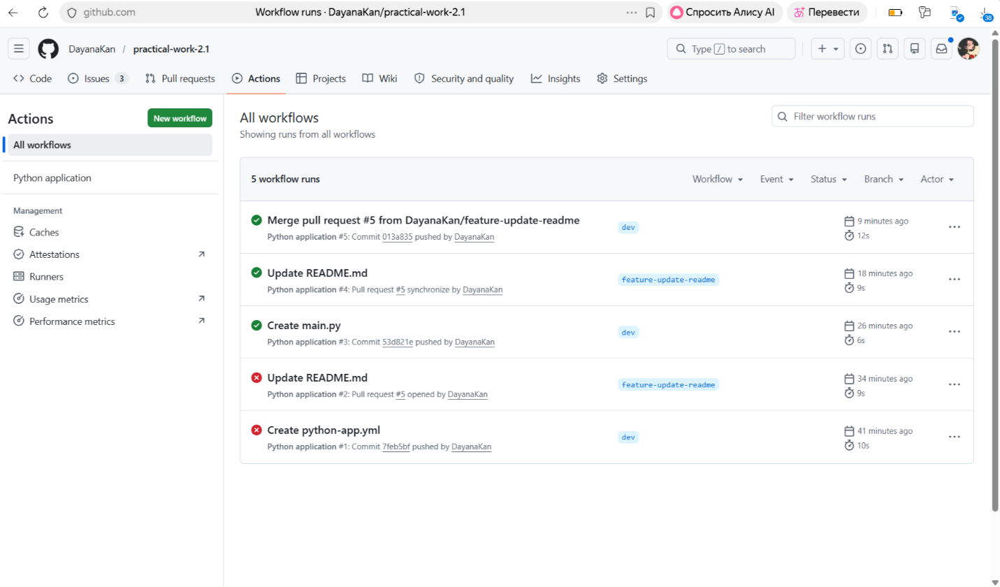 github.com
Workflow runs · DayanaKan/practical-work-2.1
Спросить Алису AI
Перевести
38
DayanaKan / practical-work-2.1
Type / to search
Code
Issues 3
Pull requests
Actions
Projects
Wiki
Security and quality
Insights
Settings
Actions
New workflow
All workflows
Python application
Management
Caches
Attestations
Runners
Usage metrics
Performance metrics
All workflows
Showing runs from all workflows
Filter workflow runs
5 workflow runs
Workflow
Event
Status
Branch
Actor
Merge pull request #5 from DayanaKan/feature-update-readme
Python application #5: Commit 013a835 pushed by DayanaKan
dev
9 minutes ago
12s
Update README.md
Python application #4: Pull request #5 synchronize by DayanaKan
feature-update-readme
18 minutes ago
9s
Create main.py
Python application #3: Commit 53d821e pushed by DayanaKan
dev
26 minutes ago
6s
Update README.md
Python application #2: Pull request #5 opened by DayanaKan
feature-update-readme
34 minutes ago
9s
Create python-app.yml
Python application #1: Commit 7feb5bf pushed by DayanaKan
dev
41 minutes ago
10s